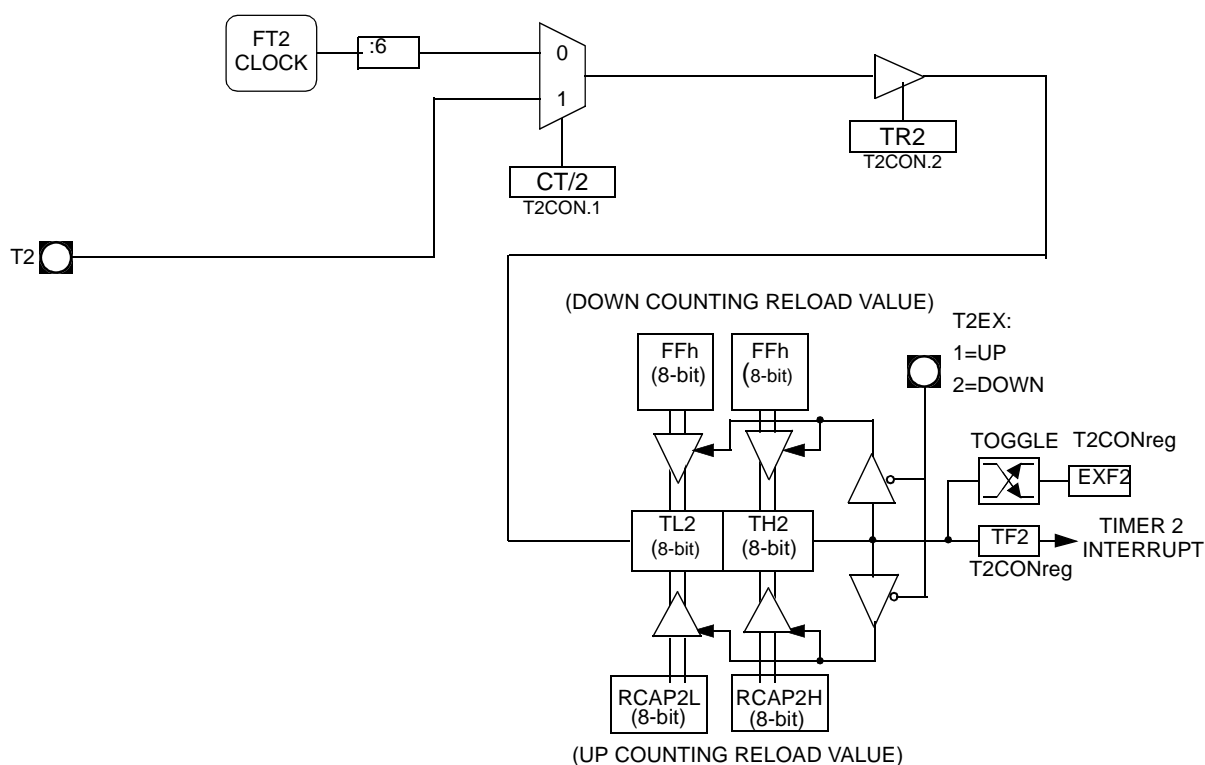 FT2
CLOCK
:6
0
1
TR2
T2CON.2
CT/2
T2CON.1
T2
(DOWN COUNTING RELOAD VALUE)
T2EX:
1=UP
2=DOWN
FFh
(8-bit)
FFh
(8-bit)
TOGGLE
T2CONreg
EXF2
TL2
(8-bit)
TH2
(8-bit)
TF2
T2CONreg
TIMER 2
INTERRUPT
RCAP2L
(8-bit)
RCAP2H
(8-bit)
(UP COUNTING RELOAD VALUE)